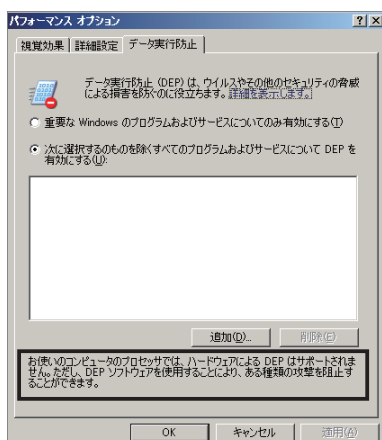 パフォーマンス オプション
視覚効果 詳細設定 データ実行防止
データ実行防止 (DEP) は、ウイルスやその他のセキュリティの脅威
による損害を防ぐのに役立ちます。詳細を表示します。
重要な Windows のプログラムおよびサービスについてのみ有効にする(T)
次に選択するものを除くすべてのプログラムおよびサービスについて DEP を
有効にする(U):
追加(D)... 削除(E)
お使いのコンピュータのプロセッサでは、ハードウェアによる DEP はサポートされま
せん。ただし、DEP ソフトウェアを使用することにより、ある種類の攻撃を阻止す
ることができます。
OK キャンセル 適用(A)